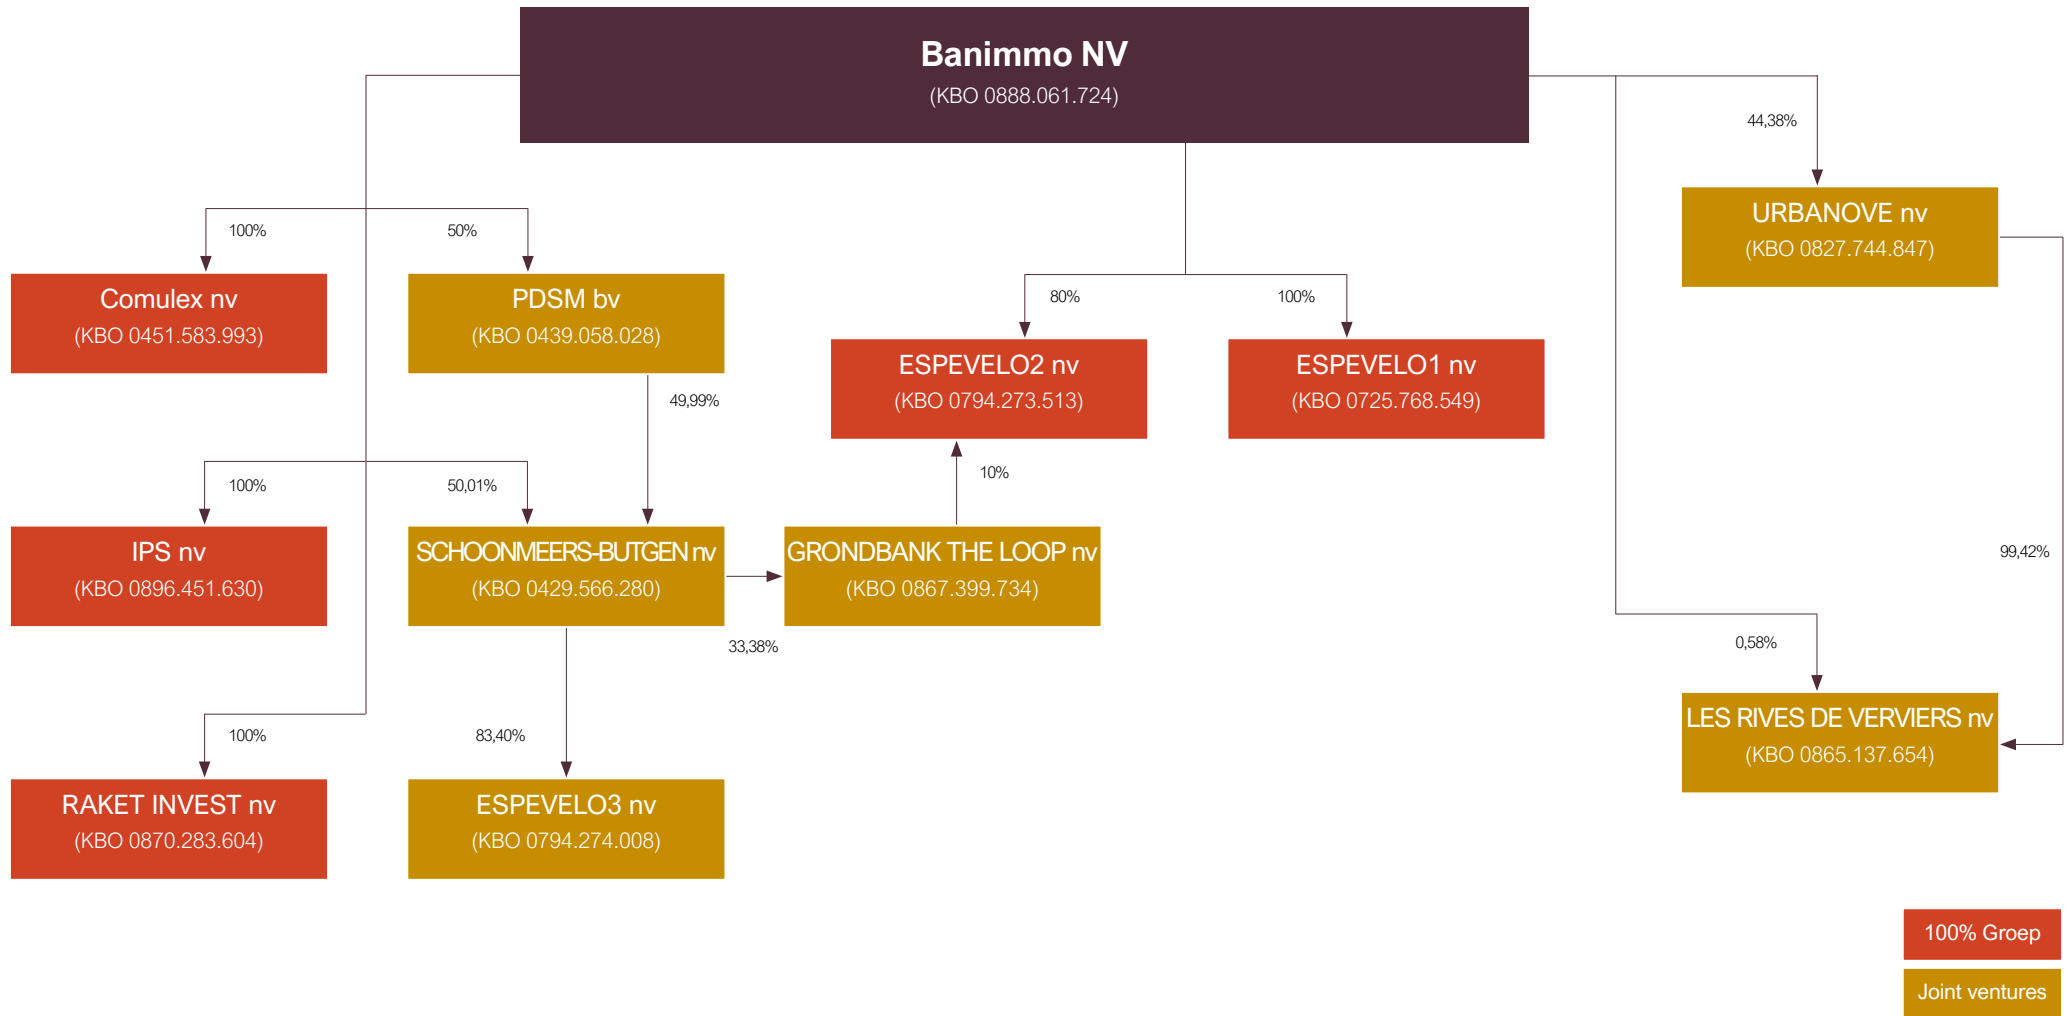 Banimmo NV
(KBO 0888.061.724)
44,38%
URBANOVE nv
(KBO 0827.744.847)
100%
50%
Comulex nv
(KBO 0451.583.993)
PDSM bv
(KBO 0439.058.028)
80%
100%
ESPEVELO2 nv
(KBO 0794.273.513)
ESPEVELO1 nv
(KBO 0725.768.549)
49,99%
10%
100%
50,01%
IPS nv
(KBO 0896.451.630)
SCHOONMEERS-BUTGEN nv
(KBO 0429.566.280)
GRONDBANK THE LOOP nv
(KBO 0867.399.734)
99,42%
33,38%
0,58%
LES RIVES DE VERVIERS nv
(KBO 0865.137.654)
100%
83,40%
RAKET INVEST nv
(KBO 0870.283.604)
ESPEVELO3 nv
(KBO 0794.274.008)
100% Groep
Joint ventures